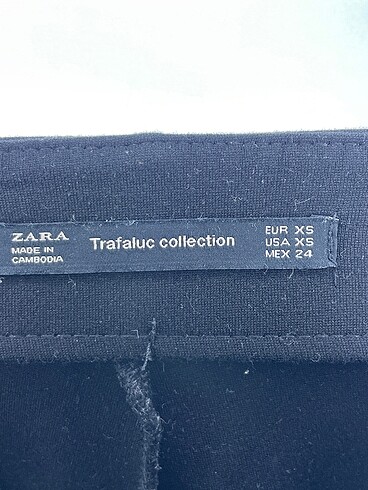 ZARA
MADE IN
CAMBODIA
Trafaluc collection
EUR XS
USA XS
MEX 24